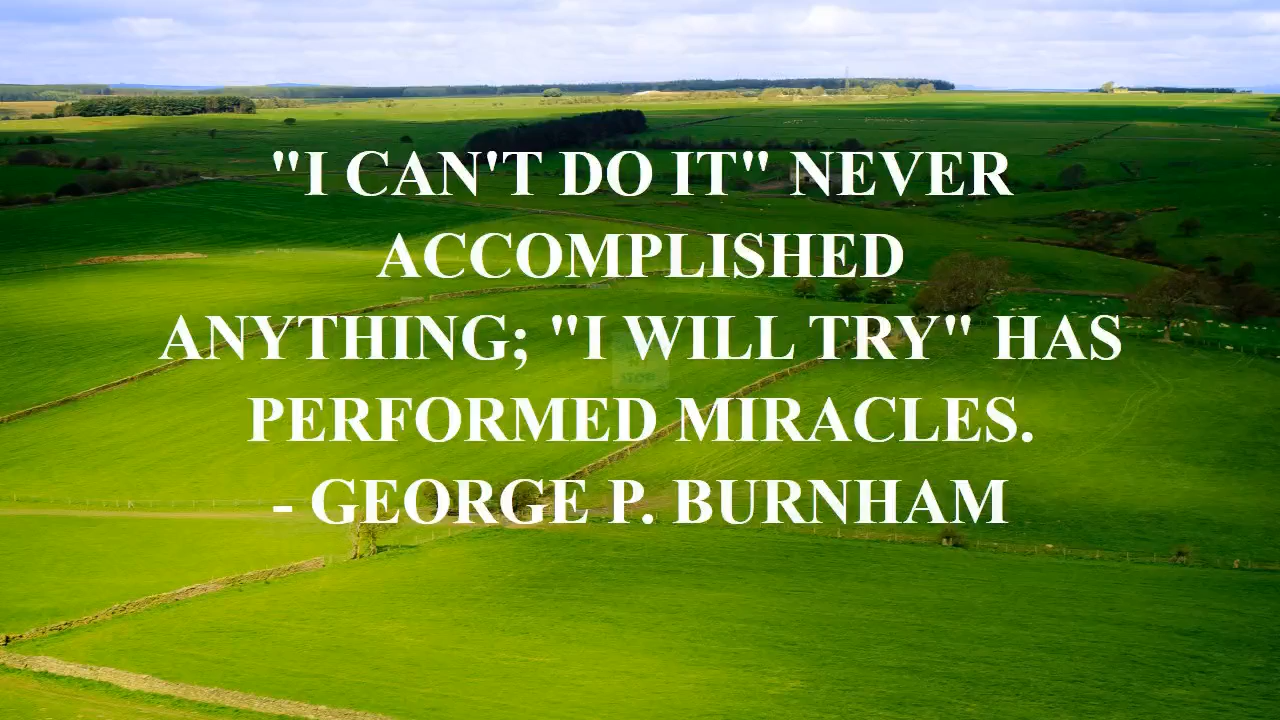 "I CAN'T DO IT" NEVER
ACCOMPLISHED
ANYTHING; "I WILL TRY" HAS
PERFORMED MIRACLES.
- GEORGE P. BURNHAM